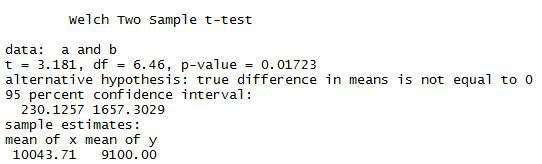 Welch Two Sample t-test
data: a and b
t = 3.181, df = 6.46, p-value = 0.01723
alternative hypothesis: true difference in means is not equal to 0
95 percent confidence interval:
230.1257 1657.3029
sample estimates:
mean of x mean of y
10043.71 9100.00